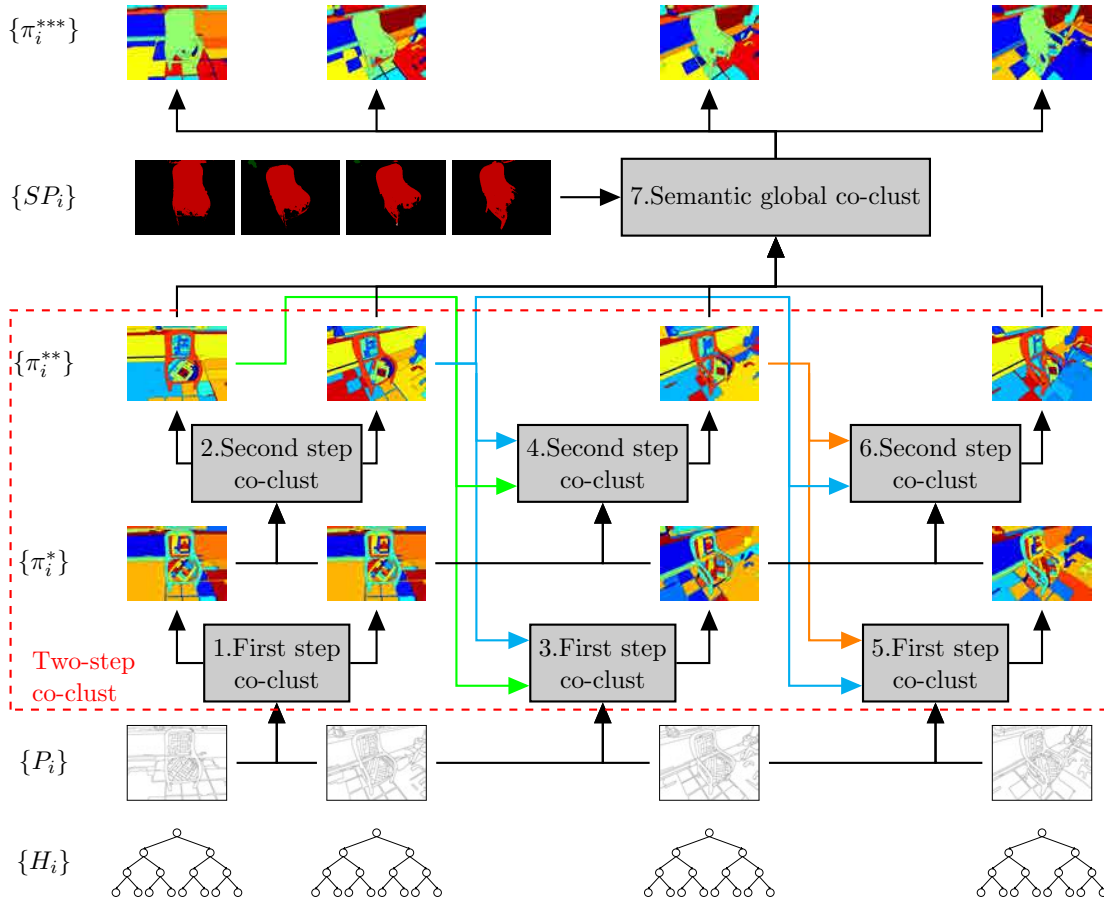 {π_i^{***}}
{SP_i}
7.Semantic global co-clust
{π_i^{**}}
2.Second step
co-clust
4.Second step
co-clust
6.Second step
co-clust
{π_i^*}
1.First step
co-clust
3.First step
co-clust
5.First step
co-clust
Two-step
co-clust
{P_i}
{H_i}